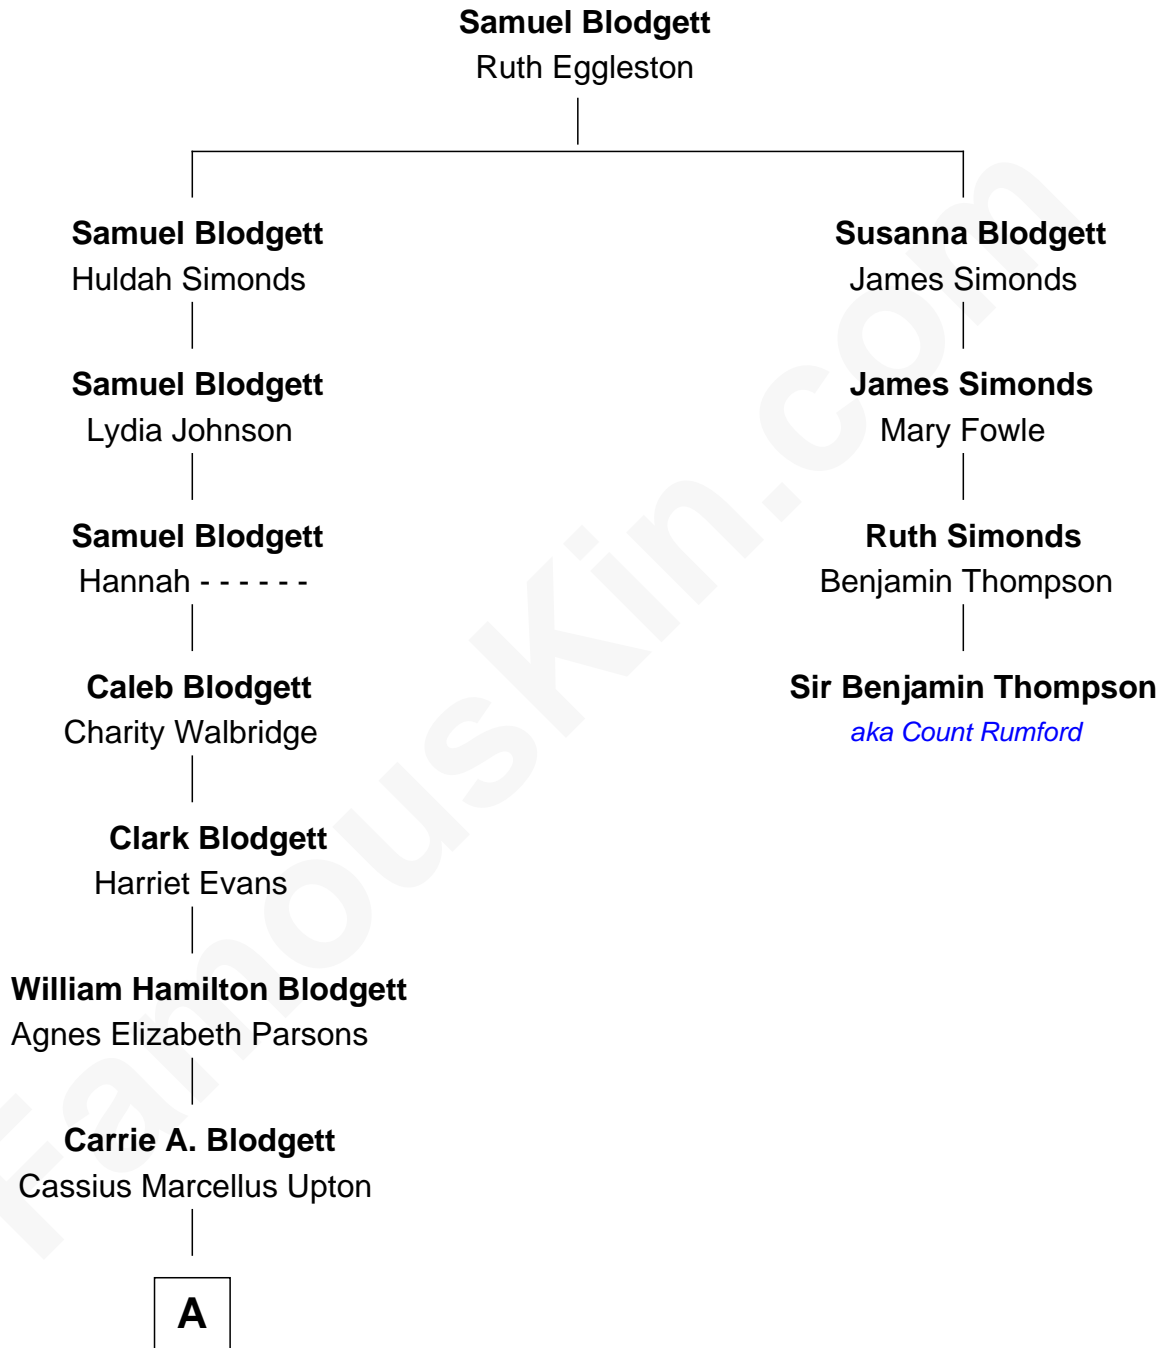 Samuel Blodgett
Ruth Eggleston
Samuel Blodgett
Huldah Simonds
Susanna Blodgett
James Simonds
Samuel Blodgett
Lydia Johnson
James Simonds
Mary Fowle
Samuel Blodgett
Hannah - - - - - -
Ruth Simonds
Benjamin Thompson
Caleb Blodgett
Charity Walbridge
Sir Benjamin Thompson
aka Count Rumford
Clark Blodgett
Harriet Evans
William Hamilton Blodgett
Agnes Elizabeth Parsons
Carrie A. Blodgett
Cassius Marcellus Upton
A
FamousKin.com